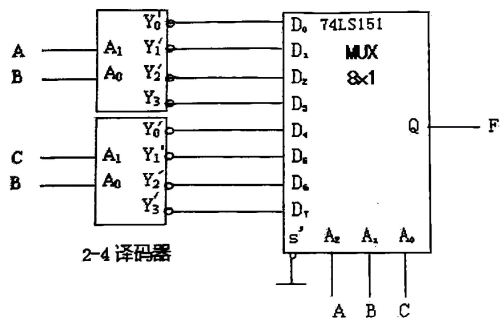 Y₀' D₀ 74LS151
A A₁ Y₁' D₁ MUX
B A₀ Y₂' D₂ 8x1
Y₃ D₃
Y₀' D₄ Q F
C A₁ Y₁' D₅
B A₀ Y₂' D₆
Y₃' D₇
2-4 译码器 s' A₂ A₁ A₀
A B C